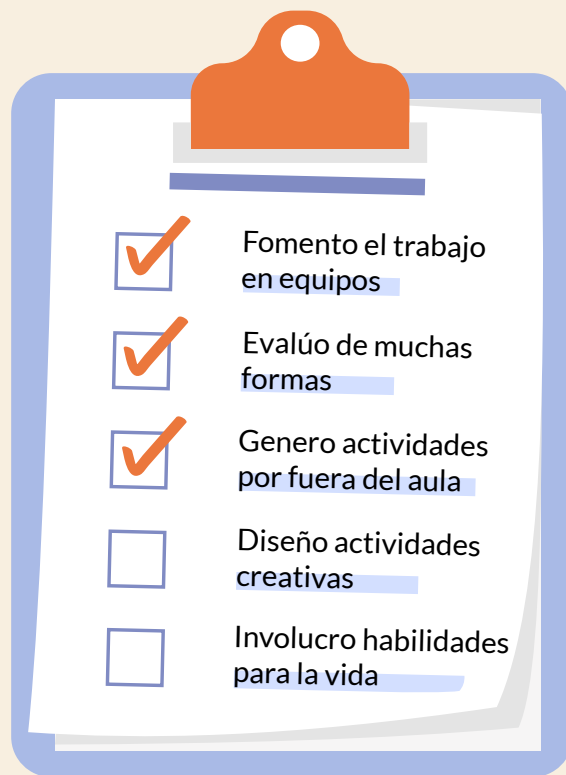 Fomento el trabajo
en equipos
Evalúo de muchas
formas
Genero actividades
por fuera del aula
Diseño actividades
creativas
Involucro habilidades
para la vida